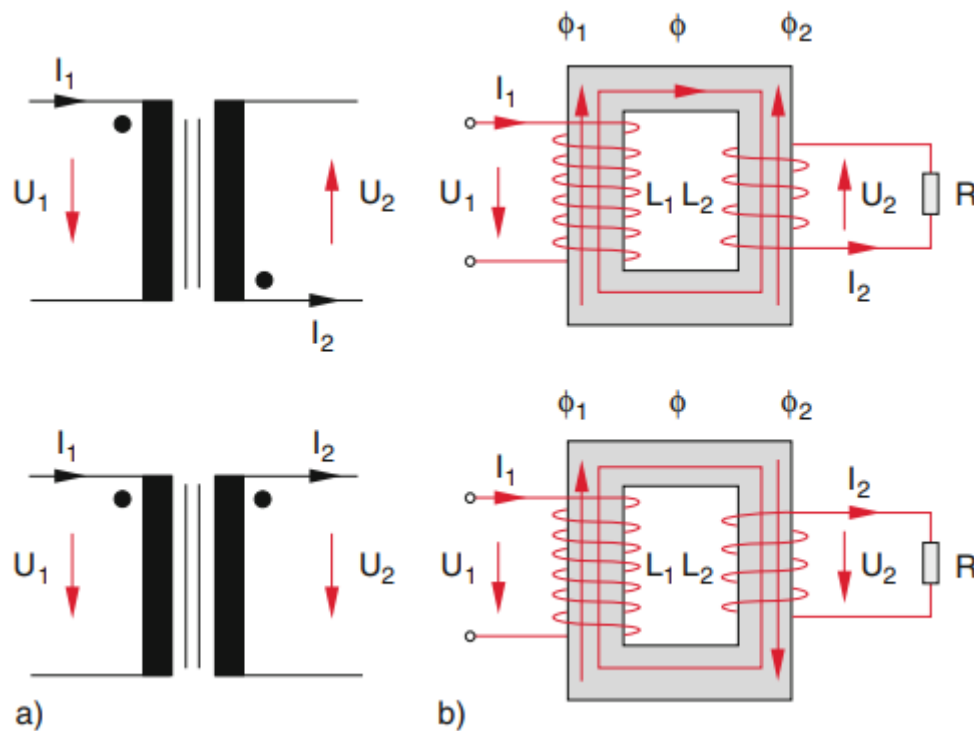 ϕ₁ ϕ ϕ₂
I₁ I₁
U₁ U₂ U₁ L₁ L₂ U₂ R
I₂ I₂
ϕ₁ ϕ ϕ₂
I₁ I₂ I₁ I₂
U₁ U₂ U₁ L₁ L₂ U₂ R
a) b)